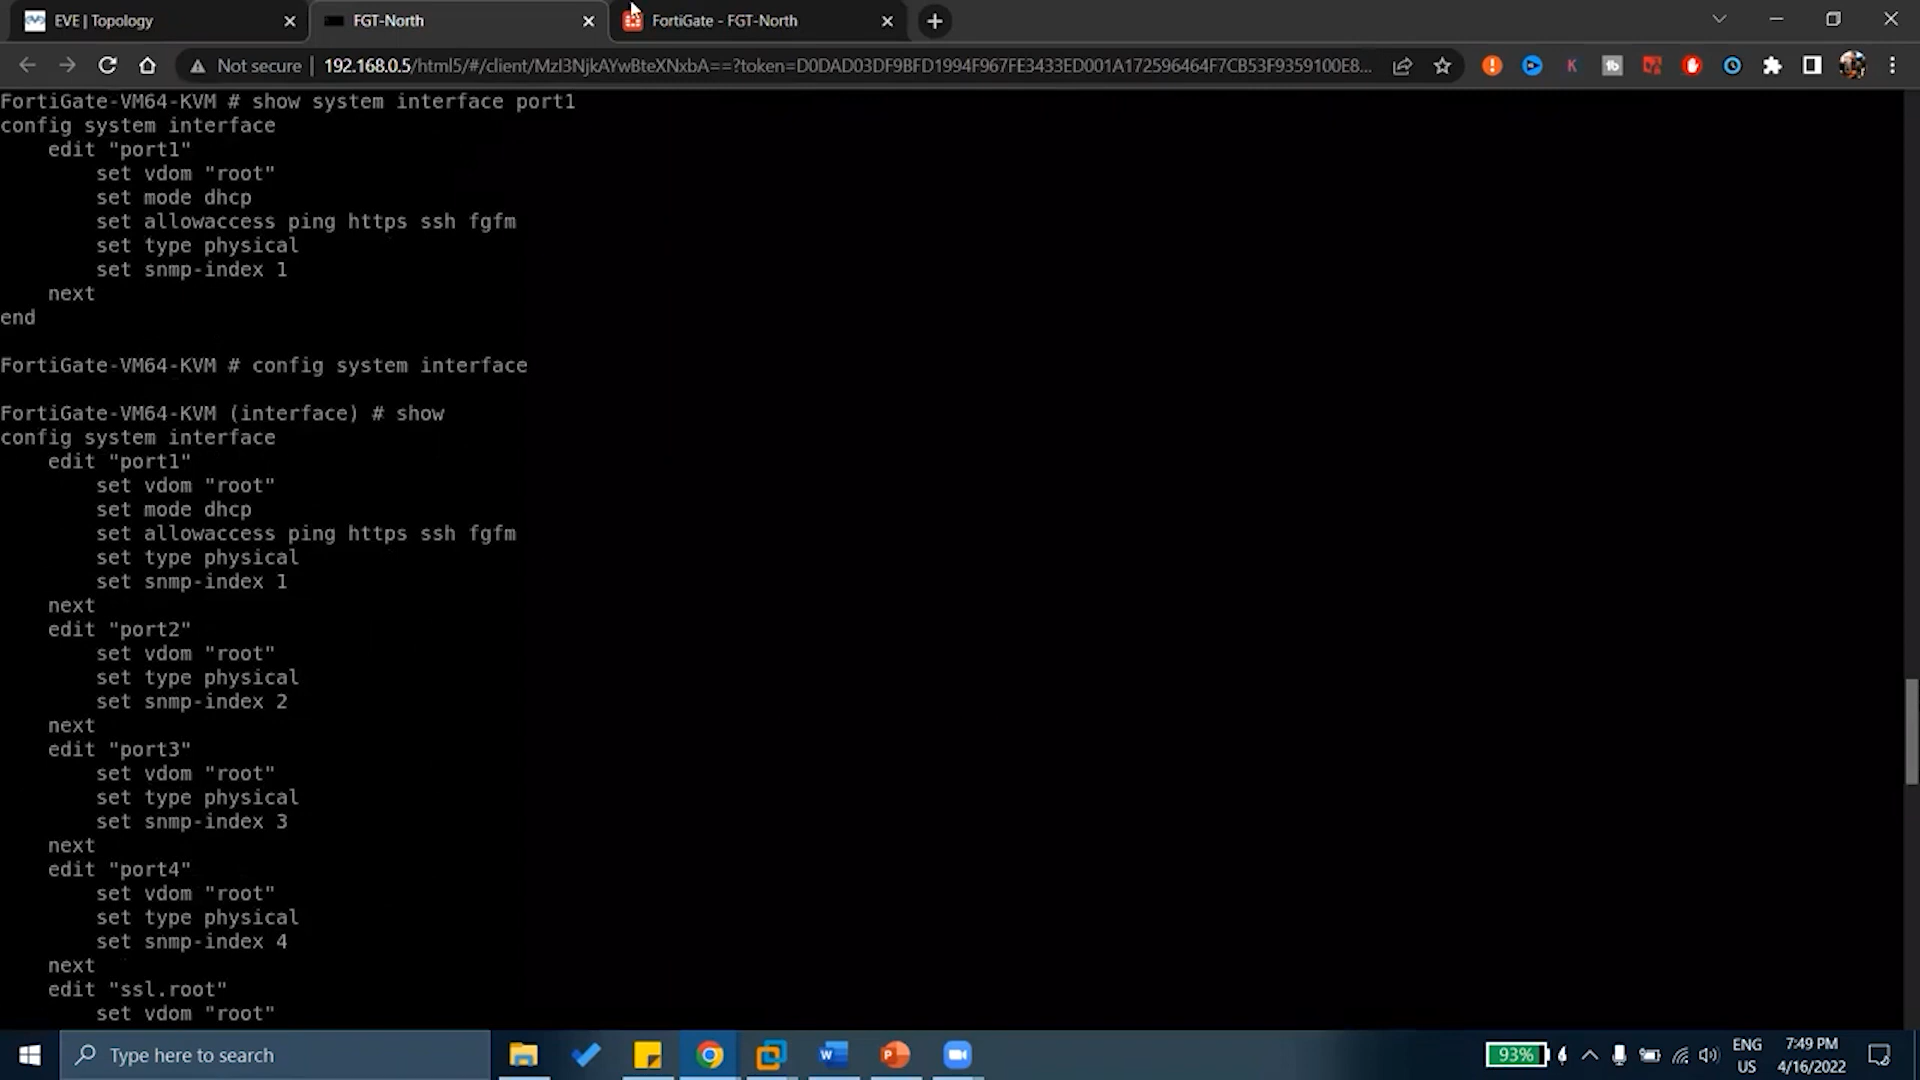 EVE | Topology
FGT-North
FortiGate - FGT-North
Not secure
192.168.0.5/html5/#/client/MzI3NjkAYwBteXNxbA==?token=D0DAD03DF9BFD1994F967FE3433ED001A172596464F7CB53F9359100E8...
FortiGate-VM64-KVM # show system interface port1
config system interface
    edit "port1"
        set vdom "root"
        set mode dhcp
        set allowaccess ping https ssh fgfm
        set type physical
        set snmp-index 1
    next
end
FortiGate-VM64-KVM # config system interface
FortiGate-VM64-KVM (interface) # show
config system interface
    edit "port1"
        set vdom "root"
        set mode dhcp
        set allowaccess ping https ssh fgfm
        set type physical
        set snmp-index 1
    next
    edit "port2"
        set vdom "root"
        set type physical
        set snmp-index 2
    next
    edit "port3"
        set vdom "root"
        set type physical
        set snmp-index 3
    next
    edit "port4"
        set vdom "root"
        set type physical
        set snmp-index 4
    next
    edit "ssl.root"
        set vdom "root"
Type here to search
93%
ENG
US
7:49 PM
4/16/2022